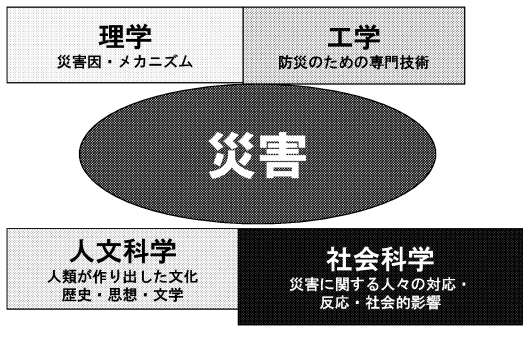 理学
災害因・メカニズム
工学
防災のための専門技術
災害
人文科学
人類が作り出した文化
歴史・思想・文学
社会科学
災害に関する人々の対応・
反応・社会的影響